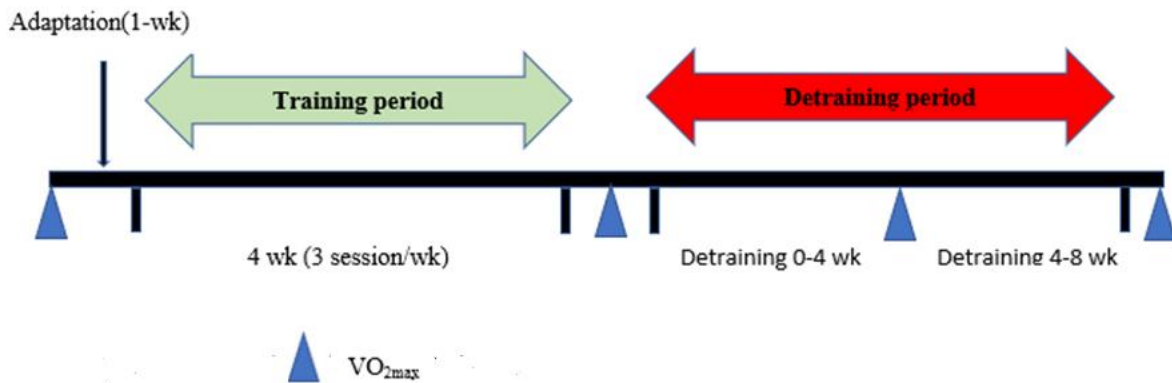 Adaptation(1-wk)
Training period
Detraining period
4 wk (3 session/wk)
Detraining 0-4 wk
Detraining 4-8 wk
VO2max